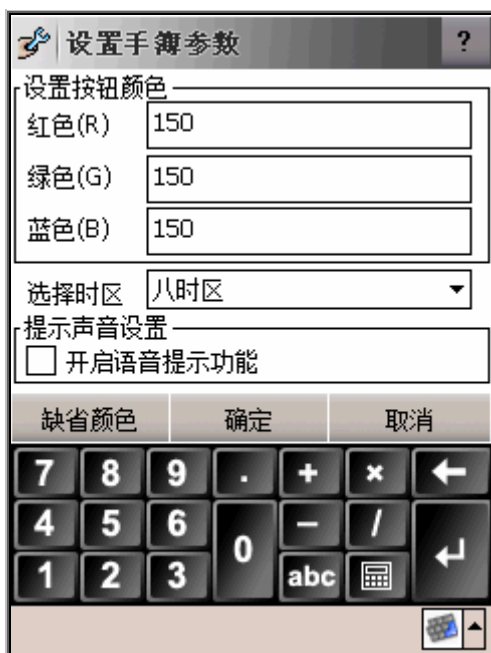 设置手簿参数 ?
设置按钮颜色
红色(R) 150
绿色(G) 150
蓝色(B) 150
选择时区 八时区
提示声音设置
开启语音提示功能
缺省颜色 确定 取消
7 8 9 . + × ←
4 5 6 0 − / ↵
1 2 3 abc